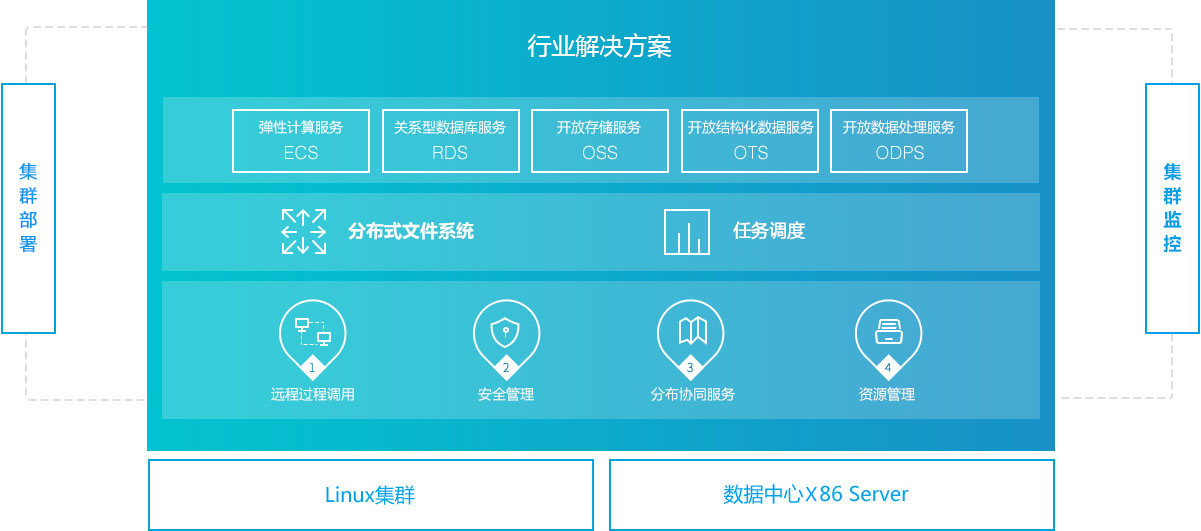 行业解决方案
弹性计算服务
ECS
关系型数据库服务
RDS
开放存储服务
OSS
开放结构化数据服务
OTS
开放数据处理服务
ODPS
集群部署
集群监控
分布式文件系统
任务调度
1
远程过程调用
2
安全管理
3
分布协同服务
4
资源管理
Linux集群
数据中心X86 Server